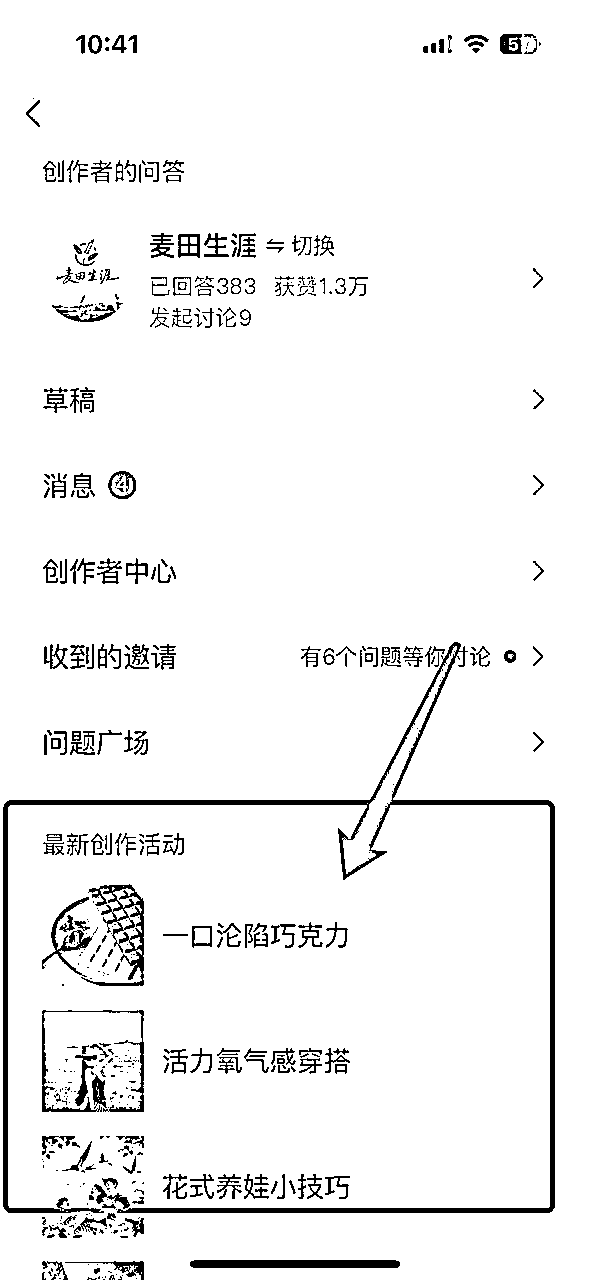 10:41
57
创作者的问答
麦田生涯
麦田生涯 ⇋ 切换
已回答383 获赞1.3万
发起讨论9
草稿
消息 4
创作者中心
收到的邀请 有6个问题等你讨论
问题广场
最新创作活动
一口沦陷巧克力
活力氧气感穿搭
花式养娃小技巧